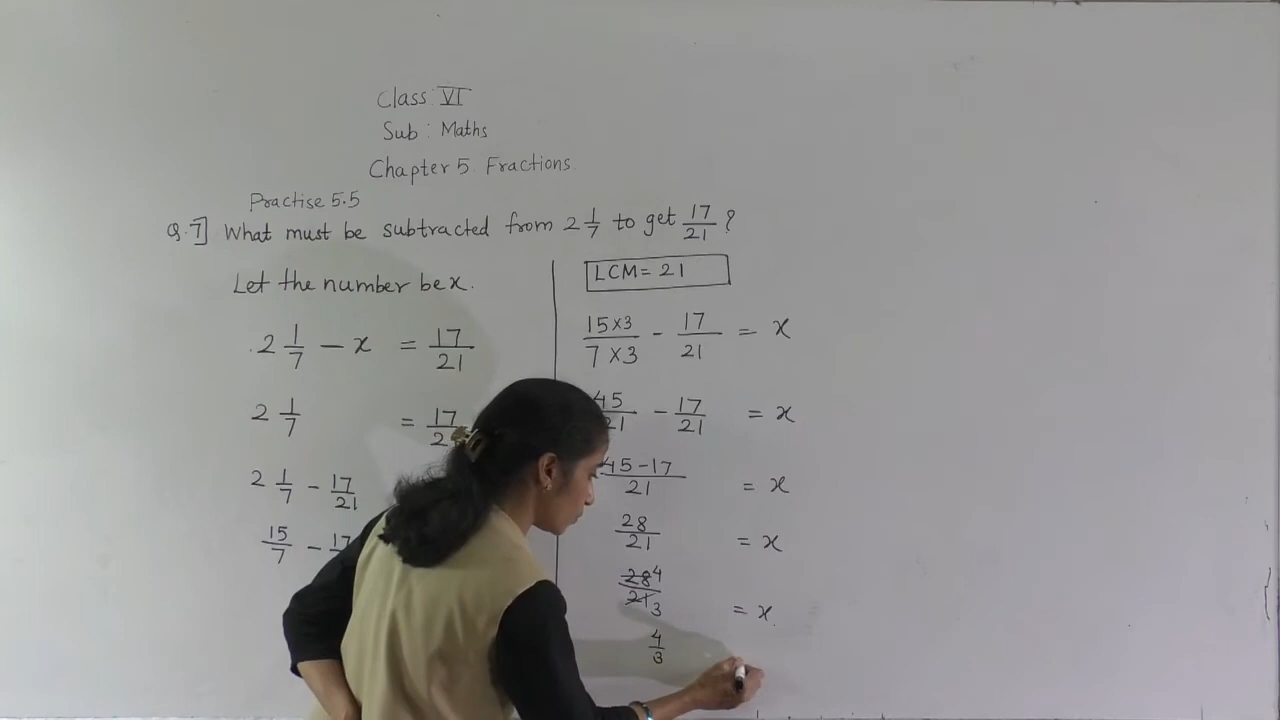 Class VI
Sub : Maths
Chapter 5. Fractions.
Practise 5.5
Q.7] What must be subtracted from 2 1/7 to get 17/21 ?
Let the number be x.
2 1/7 - x = 17/21
2 1/7 = 17/21
2 1/7 - 17/21
15/7 - 17
LCM = 21
15 x 3 / 7 x 3 - 17/21 = x
45/21 - 17/21 = x
45 - 17 / 21 = x
28/21 = x
28 4 / 21 3 = x.
4/3